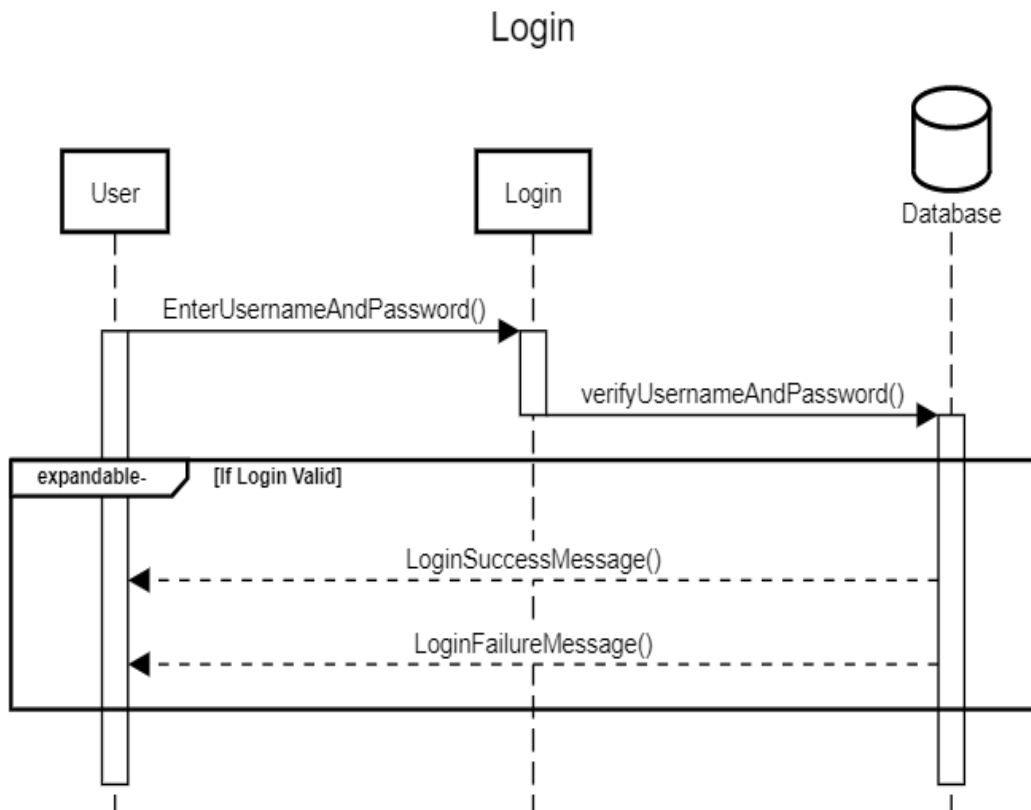 Login
User
Login
Database
EnterUsernameAndPassword()
verifyUsernameAndPassword()
expandable- [If Login Valid]
LoginSuccessMessage()
LoginFailureMessage()